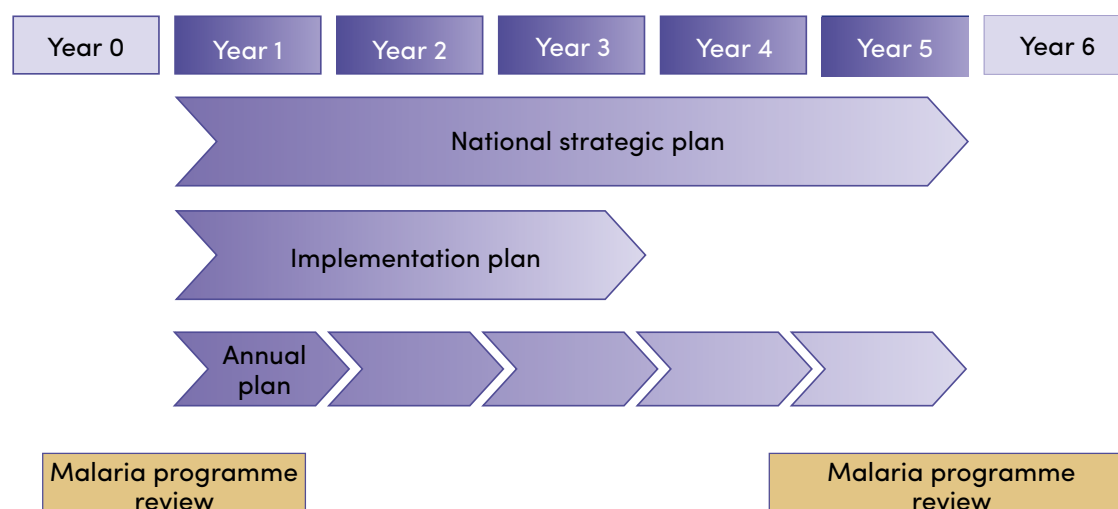 Year 0
Year 1
Year 2
Year 3
Year 4
Year 5
Year 6
National strategic plan
Implementation plan
Annual
plan
Malaria programme
review
Malaria programme
review